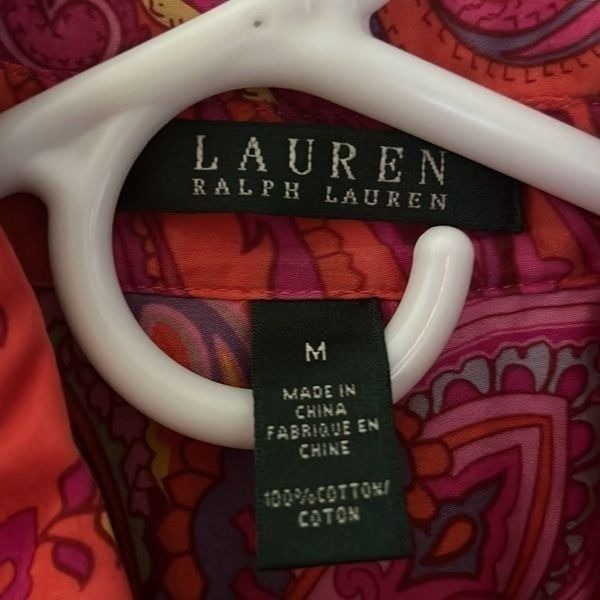 LAUREN
RALPH LAUREN
M
MADE IN
CHINA
FABRIQUE EN
CHINE
100%COTTON/
COTON